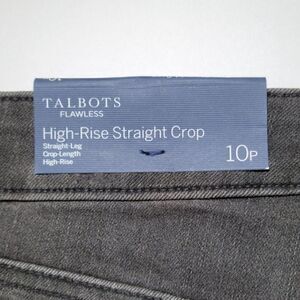 TALBOTS
FLAWLESS
High-Rise Straight Crop
Straight-Leg
Crop-Length
High-Rise
10P